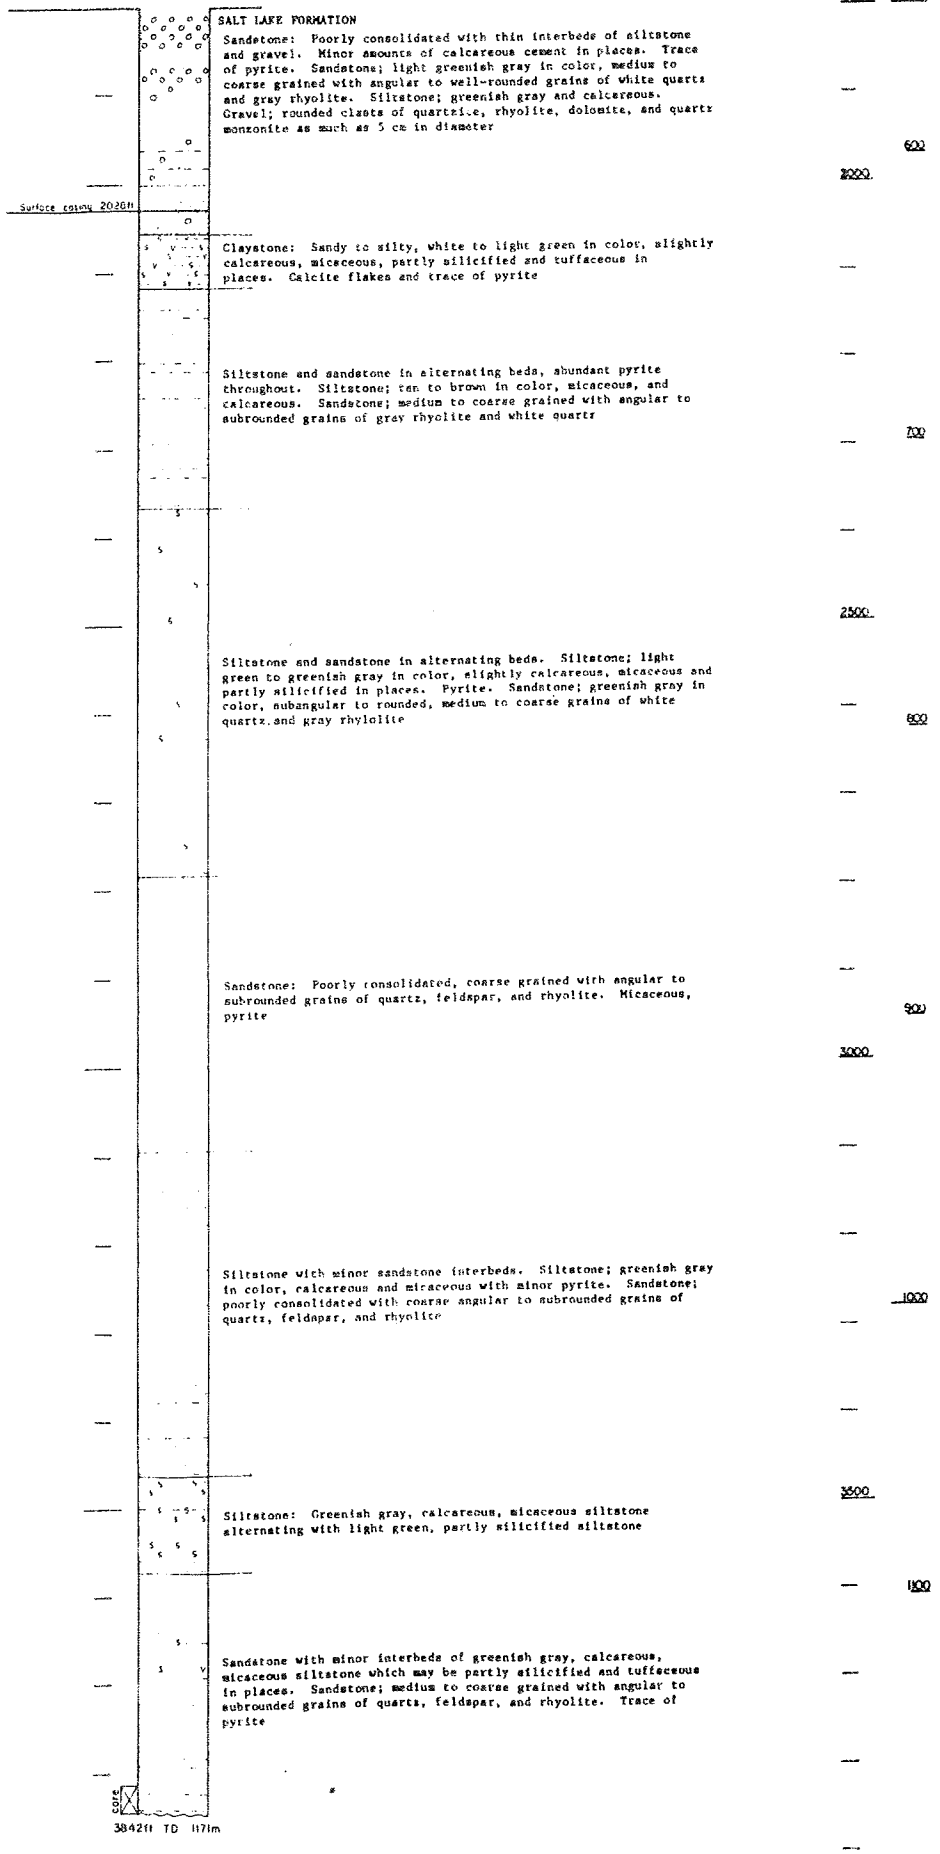 SALT LAKE FORMATION
Sandstone: Poorly consolidated with thin interbeds of siltstone
and gravel. Minor amounts of calcareous cement in places. Trace
of pyrite. Sandstone; light greenish gray in color, medium to
coarse grained with angular to well-rounded grains of white quartz
and gray rhyolite. Siltstone; greenish gray and calcareous.
Gravel; rounded clasts of quartzite, rhyolite, dolomite, and quartz
monzonite as much as 5 cm in diameter
600
2000
Surface casing 2028ft
Claystone: Sandy to silty, white to light green in color, slightly
calcareous, micaceous, partly silicified and tuffaceous in
places. Calcite flakes and trace of pyrite
Siltstone and sandstone in alternating beds, abundant pyrite
throughout. Siltstone; tan to brown in color, micaceous, and
calcareous. Sandstone; medium to coarse grained with angular to
subrounded grains of gray rhyolite and white quartz
700
2500
Siltstone and sandstone in alternating beds. Siltstone; light
green to greenish gray in color, slightly calcareous, micaceous and
partly silicified in places. Pyrite. Sandstone; greenish gray in
color, subangular to rounded, medium to coarse grains of white
quartz and gray rhylolite
800
Sandstone: Poorly consolidated, coarse grained with angular to
subrounded grains of quartz, feldspar, and rhyolite. Micaceous,
pyrite
900
3000
Siltstone with minor sandstone interbeds. Siltstone; greenish gray
in color, calcareous and micaceous with minor pyrite. Sandstone;
poorly consolidated with coarse angular to subrounded grains of
quartz, feldspar, and rhyolite
1000
3500
Siltstone: Greenish gray, calcareous, micaceous siltstone
alternating with light green, partly silicified siltstone
1100
Sandstone with minor interbeds of greenish gray, calcareous,
micaceous siltstone which may be partly silicified and tuffaceous
in places. Sandstone; medium to coarse grained with angular to
subrounded grains of quartz, feldspar, and rhyolite. Trace of
pyrite
core
3842ft TD 1171m